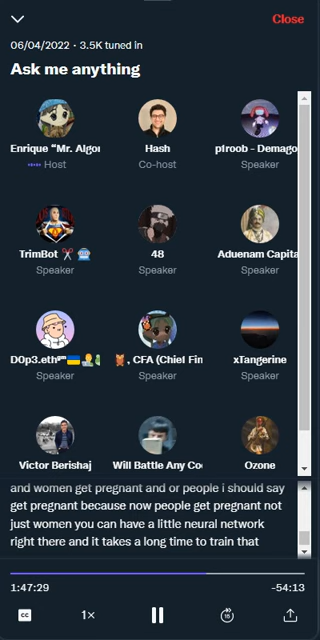 Close
06/04/2022 · 3.5K tuned in
Ask me anything
Enrique “Mr. Algor
Hash
pfroob - Demago
Host
Co-host
Speaker
TrimBot ✂️ 🤖
48
Aduenam Capita
Speaker
Speaker
Speaker
D0p3.eth
, CFA (Chief Fin
xTangerine
Speaker
Speaker
Speaker
Victor Berishaj
Will Battle Any Co
Ozone
and women get pregnant and or people i should say
get pregnant because now people get pregnant not
just women you can have a little neural network
right there and it takes a long time to train that
1:47:29
-54:13
CC
1×
15